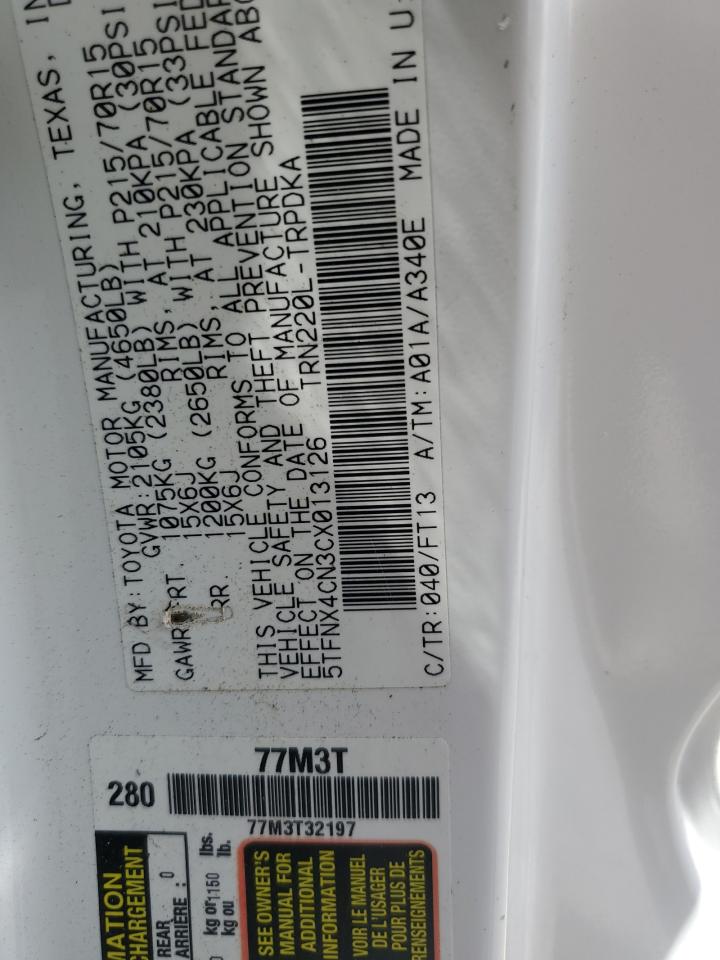 MFD BY:TOYOTA MOTOR MANUFACTURING, TEXAS, IN
GVWR:2105KG (4650LB)
GAWR FRT. 1075KG (2380LB) WITH P215/70R15
15X6J RIMS, AT 210KPA (30PSI
RR 1200KG (2650LB) WITH P215/70R15
15X6J RIMS, AT 230KPA (33PSI
THIS VEHICLE CONFORMS TO ALL APPLICABLE FED
VEHICLE SAFETY AND THEFT PREVENTION STANDAR
EFFECT ON THE DATE OF MANUFACTURE SHOWN ABO
5TFNX4CN3CX013126 TRN220L-TRPDKA
C/TR:040/FT13 A/TM:A01A/A340E MADE IN U.
77M3T
280
77M3T32197
MATION
CHARGEMENT
REAR
ARRIÈRE : 0
kg or 1150 lbs.
kg ou lb.
SEE OWNER'S
MANUAL FOR
ADDITIONAL
INFORMATION
VOIR LE MANUEL
DE L'USAGER
POUR PLUS DE
RENSEIGNEMENTS